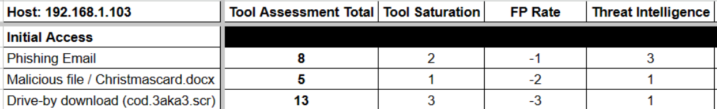 Host: 192.168.1.103 Tool Assessment Total Tool Saturation FP Rate Threat Intelligence
Initial Access
Phishing Email 8 2 -1 3
Malicious file / Christmascard.docx 5 1 -2 1
Drive-by download (cod.3aka3.scr) 13 3 -3 1